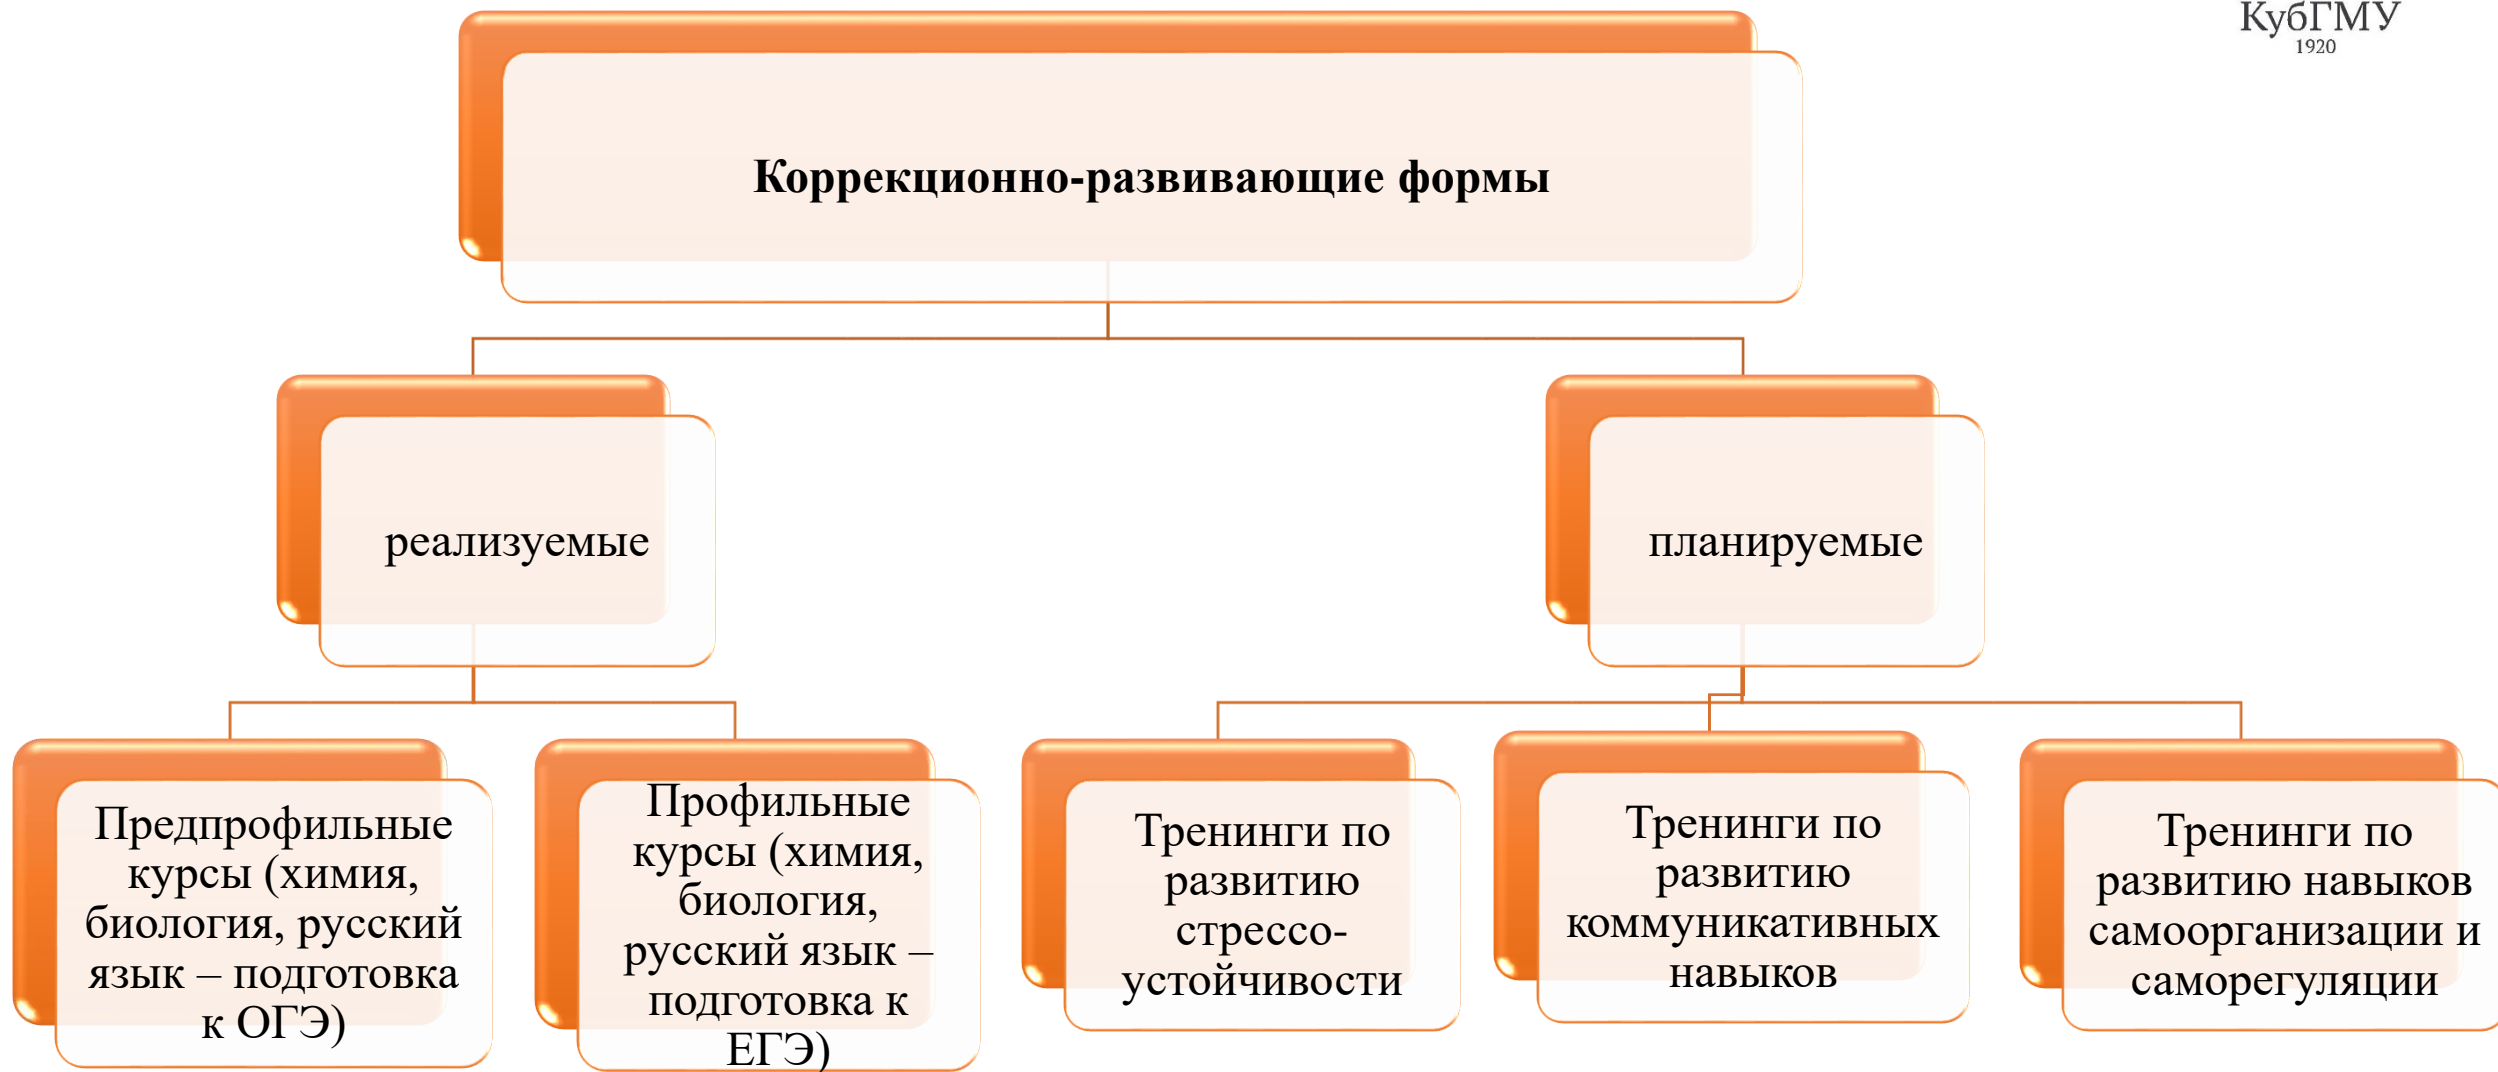 КубГМУ
1920
Коррекционно-развивающие формы
реализуемые
планируемые
Предпрофильные
курсы (химия,
биология, русский
язык – подготовка
к ОГЭ)
Профильные
курсы (химия,
биология,
русский язык –
подготовка к
ЕГЭ)
Тренинги по
развитию
стрессо-
устойчивости
Тренинги по
развитию
коммуникативных
навыков
Тренинги по
развитию навыков
самоорганизации и
саморегуляции